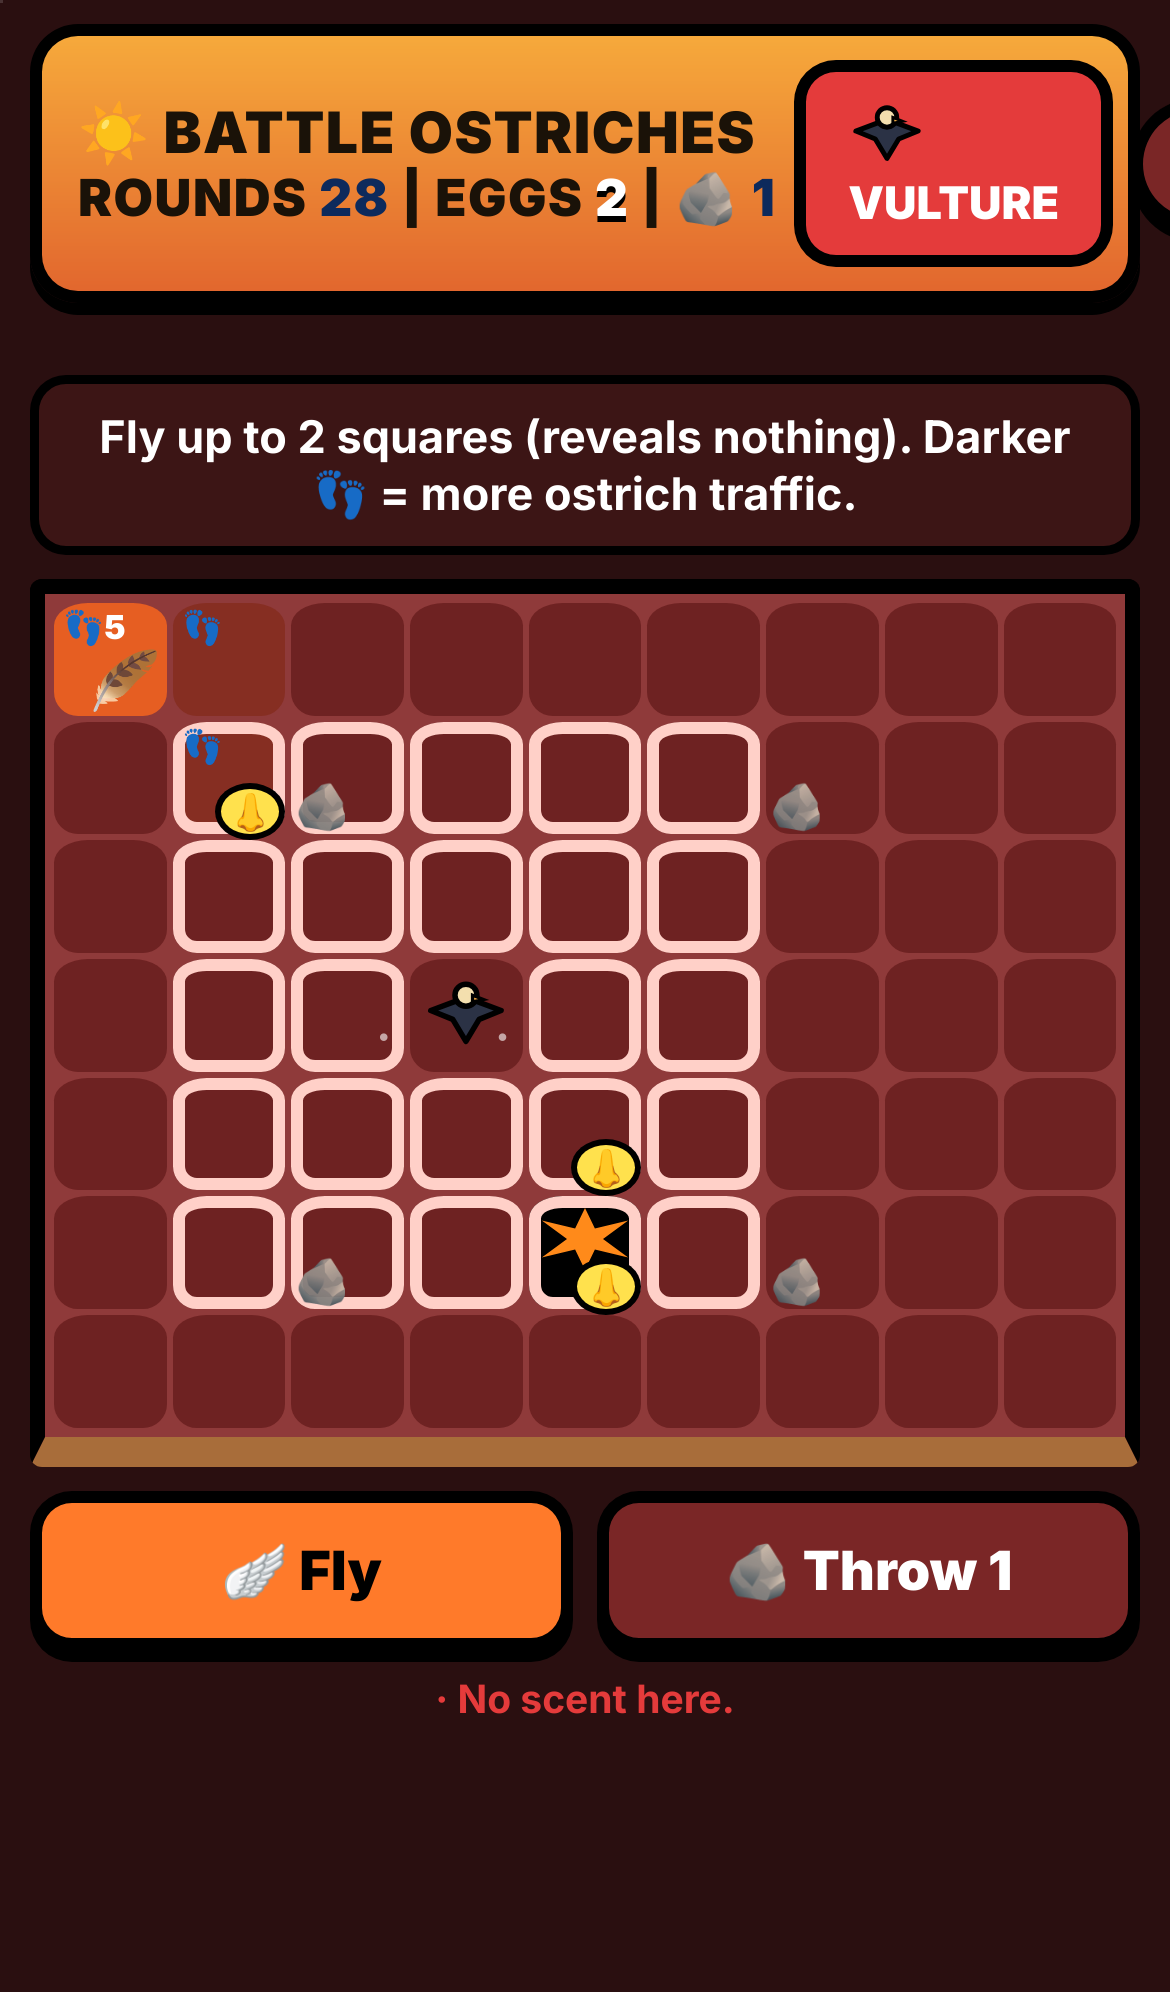 ☀️ BATTLE OSTRICHES
ROUNDS 28 | EGGS 2 | 🪨 1
VULTURE
Fly up to 2 squares (reveals nothing). Darker
👣 = more ostrich traffic.
5
🪽 Fly
🪨 Throw 1
· No scent here.